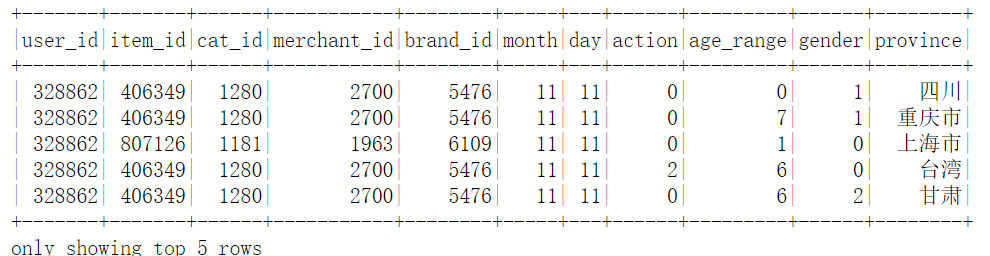 +-------+-------+------+-----------+--------+-----+---+------+---------+------+--------+
|user_id|item_id|cat_id|merchant_id|brand_id|month|day|action|age_range|gender|province|
+-------+-------+------+-----------+--------+-----+---+------+---------+------+--------+
| 328862| 406349|  1280|       2700|    5476|   11| 11|     0|        0|     1|    四川|
| 328862| 406349|  1280|       2700|    5476|   11| 11|     0|        7|     1|  重庆市|
| 328862| 807126|  1181|       1963|    6109|   11| 11|     0|        1|     0|  上海市|
| 328862| 406349|  1280|       2700|    5476|   11| 11|     2|        6|     0|    台湾|
| 328862| 406349|  1280|       2700|    5476|   11| 11|     0|        6|     2|    甘肃|
+-------+-------+------+-----------+--------+-----+---+------+---------+------+--------+
only showing top 5 rows